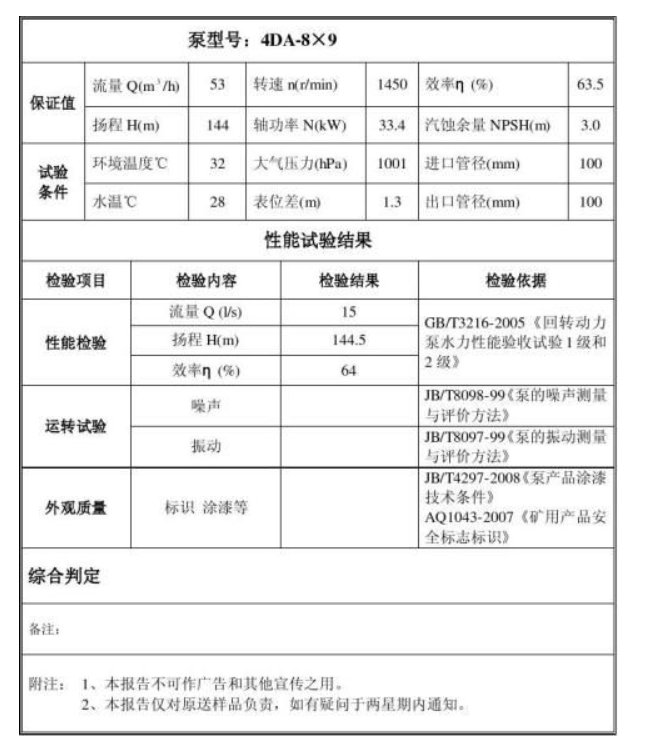 泵型号：4DA-8×9
保证值 流量 Q(m³/h) 53 转速 n(r/min) 1450 效率η (%) 63.5
扬程 H(m) 144 轴功率 N(kW) 33.4 汽蚀余量 NPSH(m) 3.0
试验条件 环境温度℃ 32 大气压力(hPa) 1001 进口管径(mm) 100
水温℃ 28 表位差(m) 1.3 出口管径(mm) 100
性能试验结果
检验项目 检验内容 检验结果 检验依据
性能检验 流量 Q (l/s) 15
扬程 H(m) 144.5
效率η (%) 64
GB/T3216-2005《回转动力
泵水力性能验收试验 1 级和
2 级》
运转试验 噪声
JB/T8098-99《泵的噪声测量
与评价方法》
振动
JB/T8097-99《泵的振动测量
与评价方法》
外观质量 标识 涂漆等
JB/T4297-2008《泵产品涂漆
技术条件》
AQ1043-2007《矿用产品安
全标志标识》
综合判定
备注：
附注： 1、本报告不可作广告和其他宣传之用。
2、本报告仅对原送样品负责，如有疑问于两星期内通知。